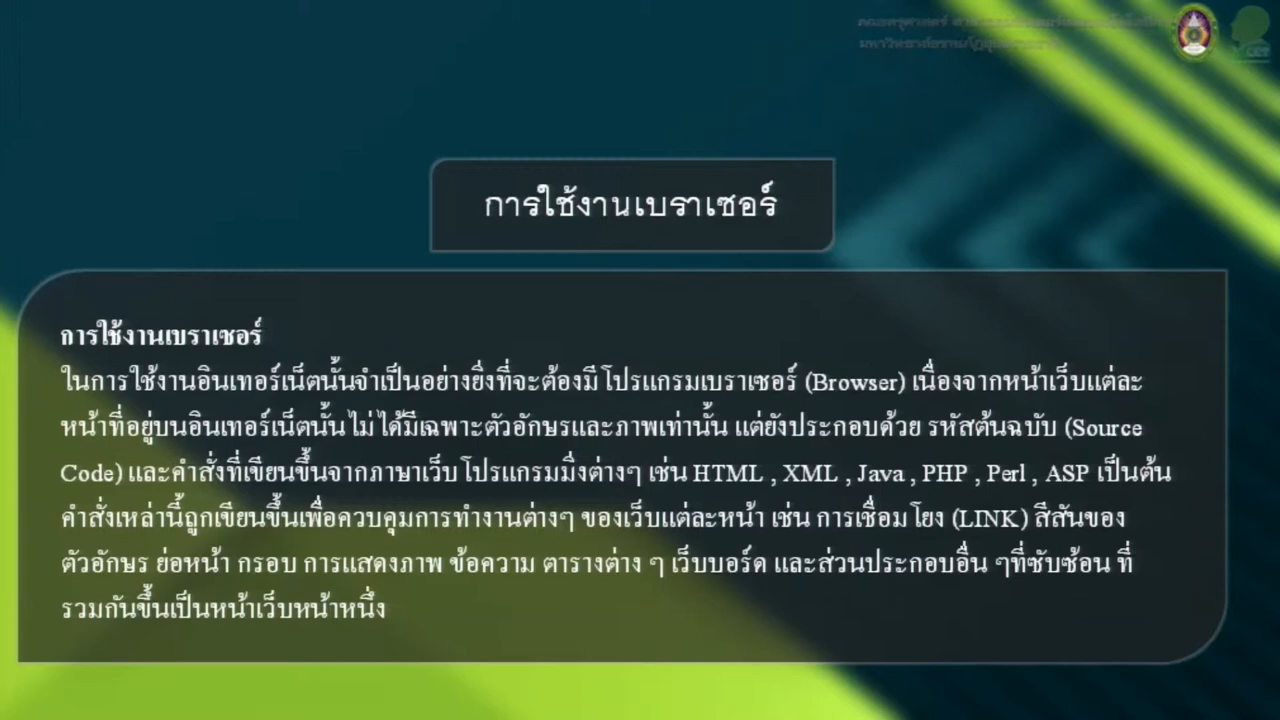 การใช้งานเบราเซอร์
การใช้งานเบราเซอร์
ในการใช้งานอินเทอร์เน็ตนั้นจำเป็นอย่างยิ่งที่จะต้องมีโปรแกรมเบราเซอร์ (Browser) เนื่องจากหน้าเว็บแต่ละ
หน้าที่อยู่บนอินเทอร์เน็ตนั้นไม่ได้มีเฉพาะตัวอักษรและภาพเท่านั้น แต่ยังประกอบด้วย รหัสต้นฉบับ (Source
Code) และคำสั่งที่เขียนขึ้นจากภาษาเว็บโปรแกรมมิ่งต่างๆ เช่น HTML , XML , Java , PHP , Perl , ASP เป็นต้น
คำสั่งเหล่านี้ถูกเขียนขึ้นเพื่อควบคุมการทำงานต่างๆ ของเว็บแต่ละหน้า เช่น การเชื่อมโยง (LINK) สีสันของ
ตัวอักษร ย่อหน้า กรอบ การแสดงภาพ ข้อความ ตารางต่าง ๆ เว็บบอร์ด และส่วนประกอบอื่น ๆที่ซับซ้อน ที่
รวมกันขึ้นเป็นหน้าเว็บหน้าหนึ่ง